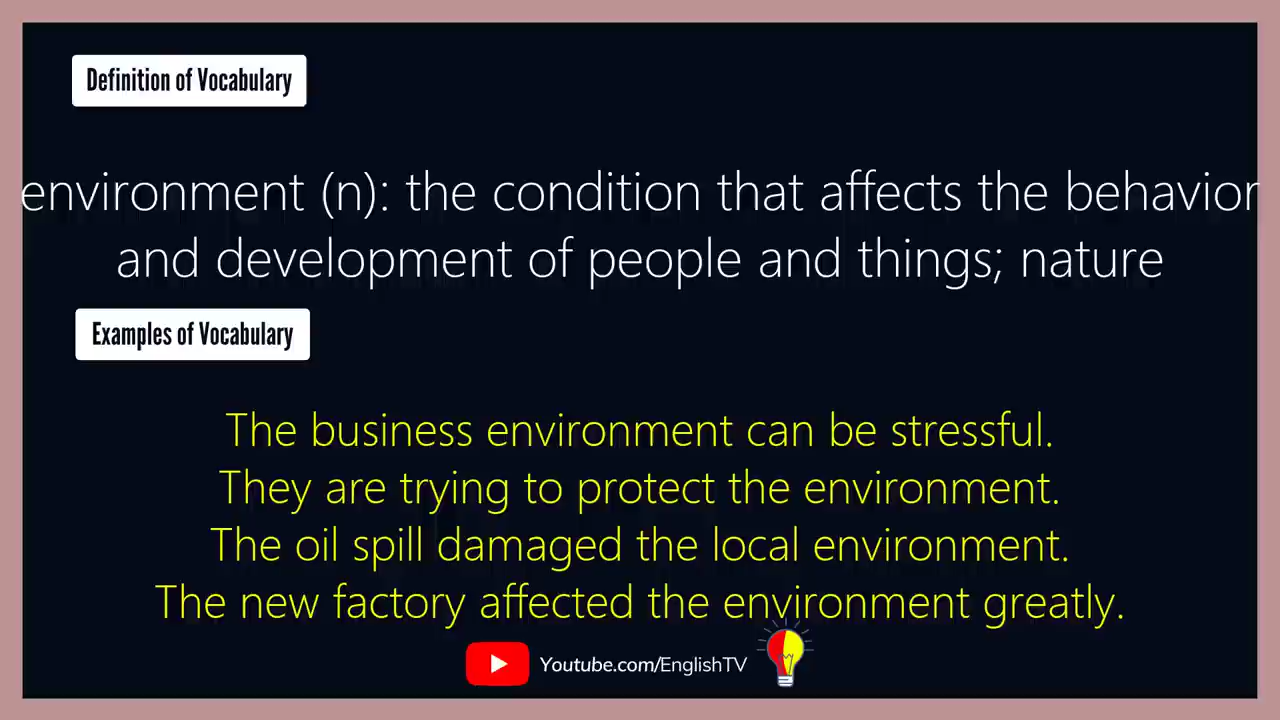 Definition of Vocabulary
environment (n): the condition that affects the behavior
and development of people and things; nature
Examples of Vocabulary
The business environment can be stressful.
They are trying to protect the environment.
The oil spill damaged the local environment.
The new factory affected the environment greatly.
Youtube.com/EnglishTV